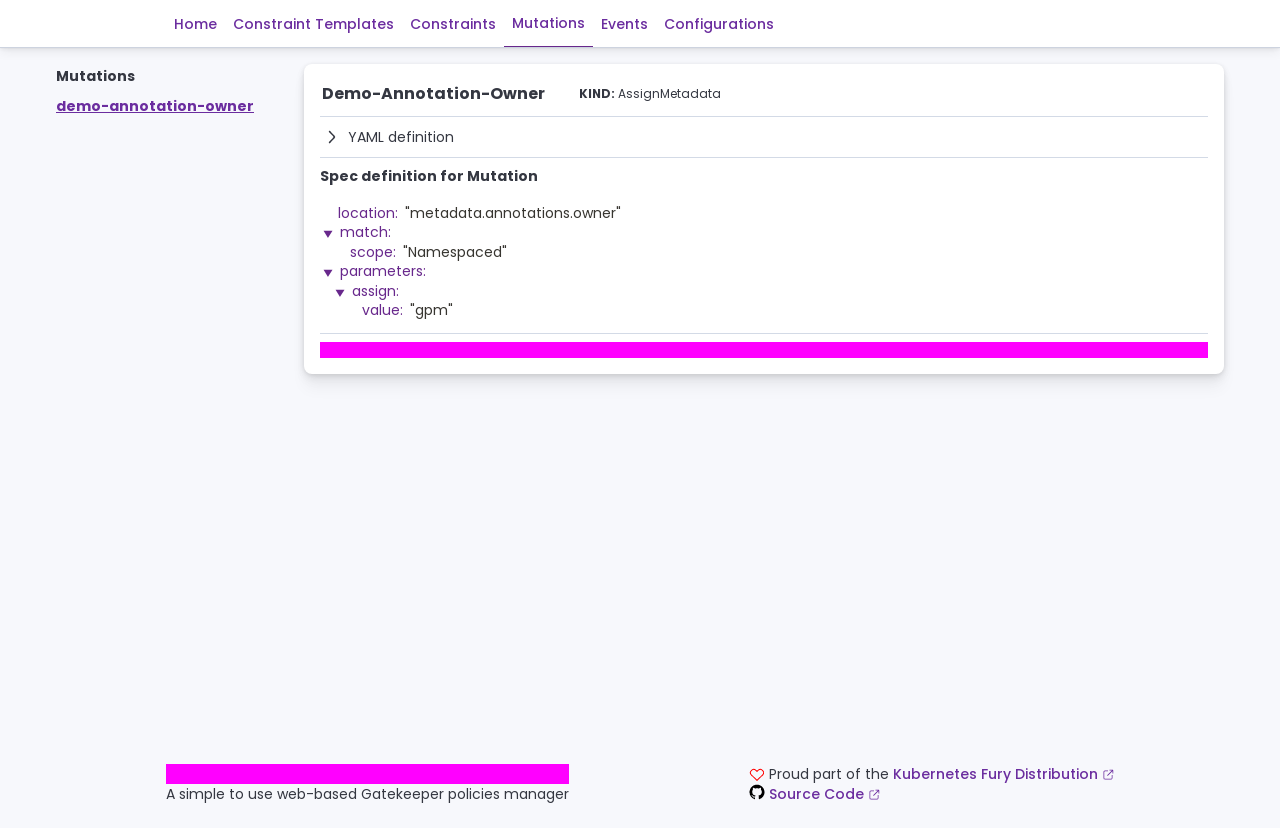 Home Constraint Templates Constraints Mutations Events Configurations
Mutations
demo-annotation-owner
Demo-Annotation-Owner KIND: AssignMetadata
YAML definition
Spec definition for Mutation
location: "metadata.annotations.owner"
match:
scope: "Namespaced"
parameters:
assign:
value: "gpm"
A simple to use web-based Gatekeeper policies manager
Proud part of the Kubernetes Fury Distribution
Source Code